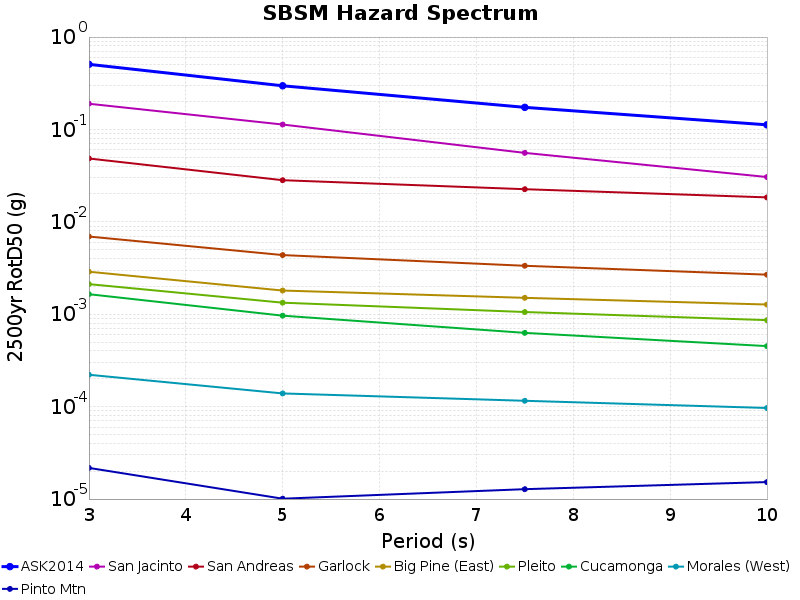 SBSM Hazard Spectrum
2500yr RotD50 (g)
10^0
10^-1
10^-2
10^-3
10^-4
10^-5
3 4 5 6 7 8 9 10
Period (s)
ASK2014 San Jacinto San Andreas Garlock Big Pine (East) Pleito Cucamonga Morales (West)
Pinto Mtn